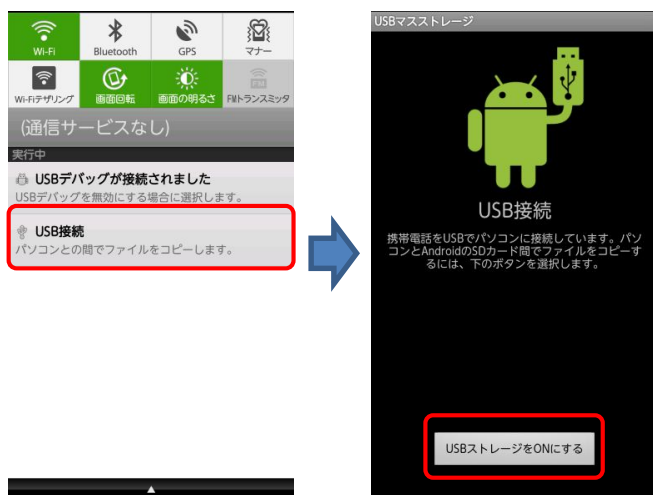 Wi-Fi
Bluetooth
GPS
マナー
Wi-Fiテザリング
画面回転
画面の明るさ
FMトランスミッタ
(通信サービスなし)
実行中
USBデバッグが接続されました
USBデバッグを無効にする場合に選択します。
USB接続
パソコンとの間でファイルをコピーします。
USBマスストレージ
USB接続
携帯電話をUSBでパソコンに接続しています。パソ
コンとAndroidのSDカード間でファイルをコピーす
るには、下のボタンを選択します。
USBストレージをONにする